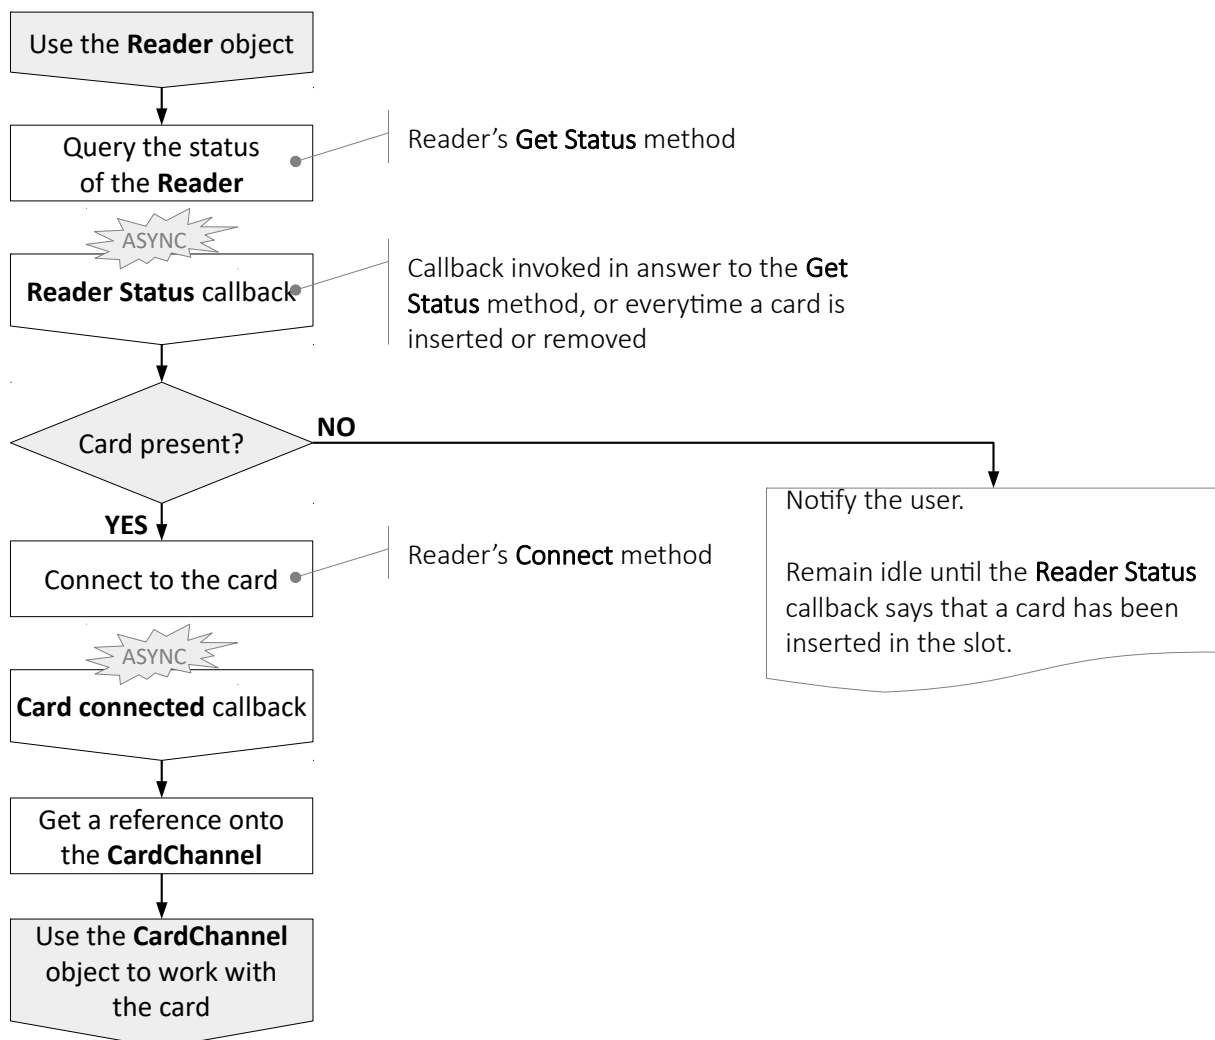 Use the Reader object
Query the status
of the Reader
Reader’s Get Status method
ASYNC
Reader Status callback
Callback invoked in answer to the Get
Status method, or everytime a card is
inserted or removed
Card present?
NO
YES
Notify the user.
Remain idle until the Reader Status
callback says that a card has been
inserted in the slot.
Connect to the card
Reader’s Connect method
ASYNC
Card connected callback
Get a reference onto
the CardChannel
Use the CardChannel
object to work with
the card